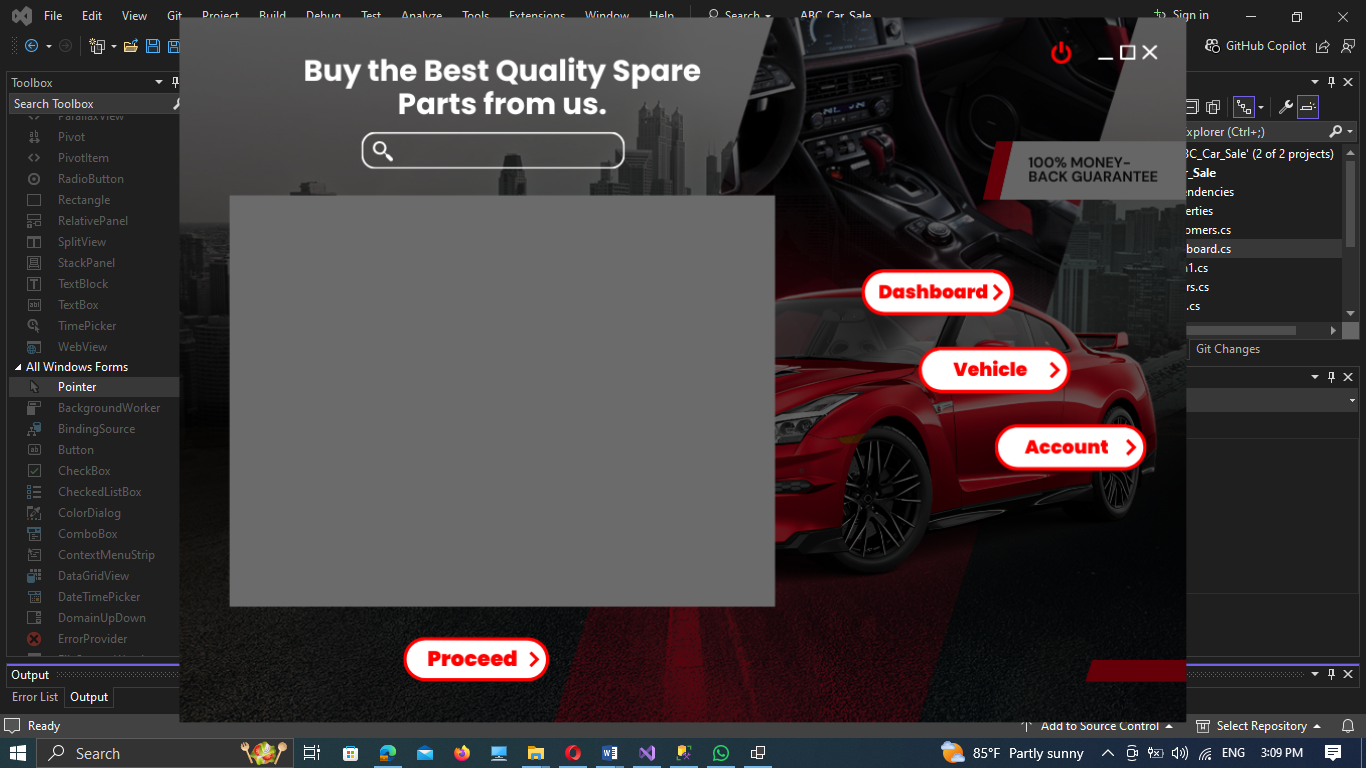 File Edit View Git Project Build Debug Test Analyze Tools Extensions Window Help Search ABC_Car_Sale Sign in
GitHub Copilot
Toolbox
Search Toolbox
ParallaxView
Pivot
PivotItem
RadioButton
Rectangle
RelativePanel
SplitView
StackPanel
TextBlock
TextBox
TimePicker
WebView
All Windows Forms
Pointer
BackgroundWorker
BindingSource
Button
CheckBox
CheckedListBox
ColorDialog
ComboBox
ContextMenuStrip
DataGridView
DateTimePicker
DomainUpDown
ErrorProvider
Buy the Best Quality Spare
Parts from us.
100% MONEY-
BACK GUARANTEE
Dashboard
Vehicle
Account
Proceed
xplorer (Ctrl+;)
BC_Car_Sale' (2 of 2 projects)
r_Sale
endencies
erties
omers.cs
board.cs
1.cs
rs.cs
.cs
Git Changes
Output
Error List Output
Ready
Add to Source Control Select Repository
Search
85°F Partly sunny ENG 3:09 PM